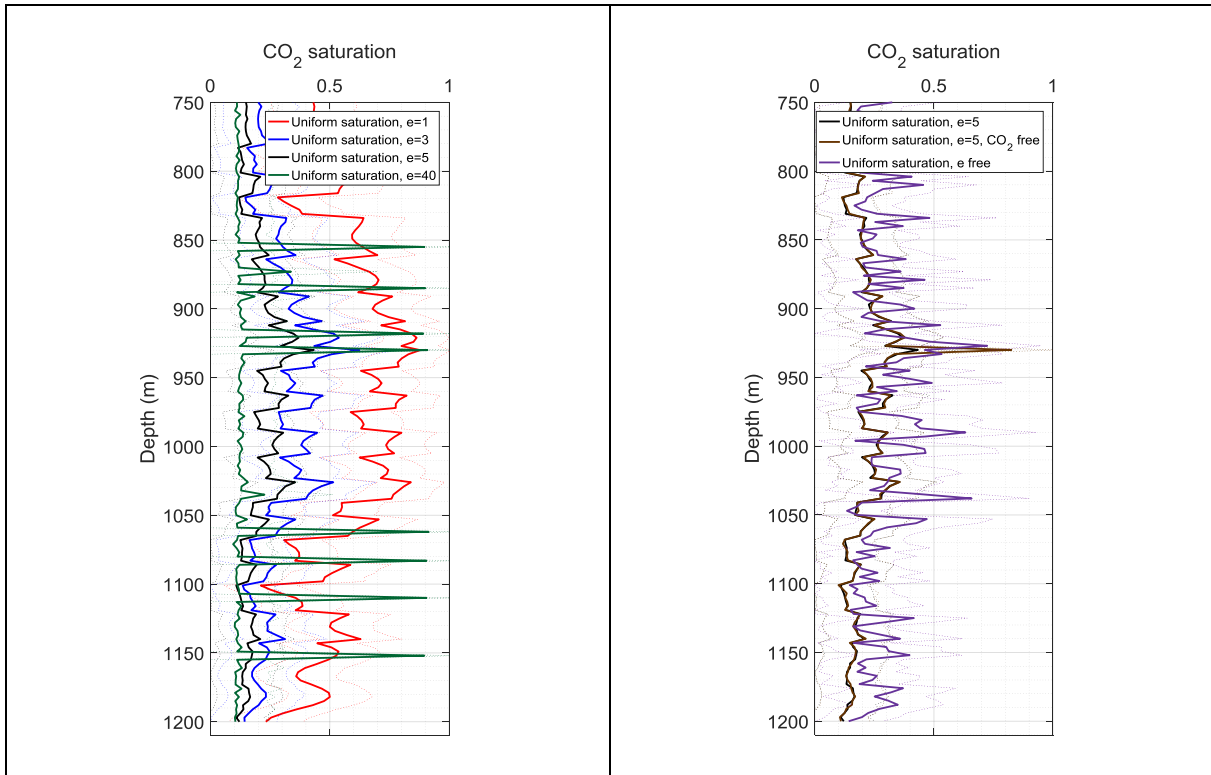 CO2 saturation
0 0.5 1
Uniform saturation, e=1
Uniform saturation, e=3
Uniform saturation, e=5
Uniform saturation, e=40
Depth (m)
750
800
850
900
950
1000
1050
1100
1150
1200
CO2 saturation
0 0.5 1
Uniform saturation, e=5
Uniform saturation, e=5, CO2 free
Uniform saturation, e free
Depth (m)
750
800
850
900
950
1000
1050
1100
1150
1200